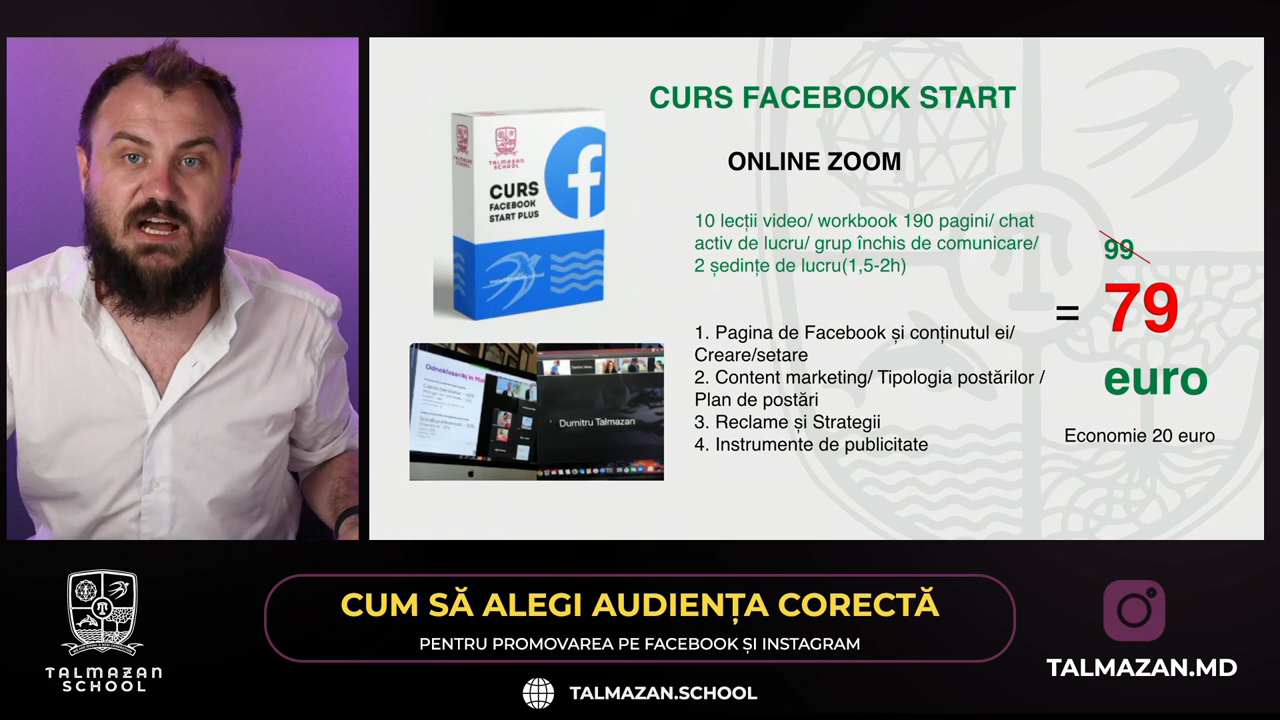 CURS FACEBOOK START
ONLINE ZOOM
TALMAZAN
SCHOOL
CURS
FACEBOOK
START PLUS
10 lecții video/ workbook 190 pagini/ chat
activ de lucru/ grup închis de comunicare/
2 ședințe de lucru(1,5-2h)
99
= 79
euro
Economie 20 euro
1. Pagina de Facebook și conținutul ei/
Creare/setare
2. Content marketing/ Tipologia postărilor /
Plan de postări
3. Reclame și Strategii
4. Instrumente de publicitate
Dumitru Talmazan
CUM SĂ ALEGI AUDIENȚA CORECTĂ
PENTRU PROMOVAREA PE FACEBOOK ȘI INSTAGRAM
TALMAZAN
SCHOOL
TALMAZAN.SCHOOL
TALMAZAN.MD